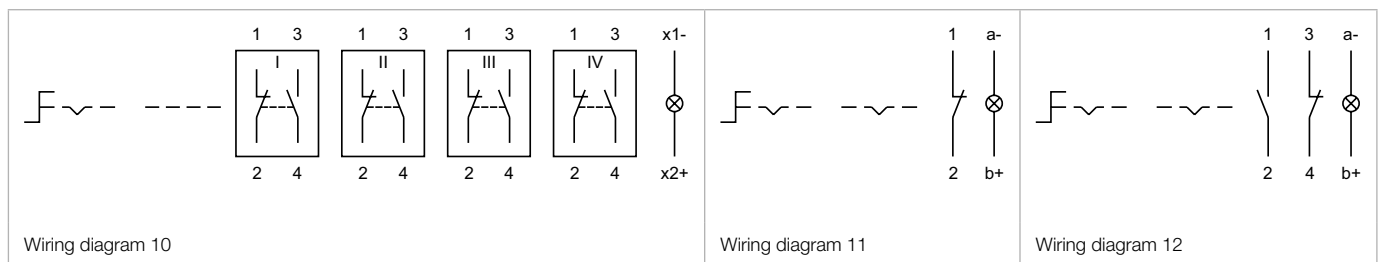 1 3 1 3 1 3 1 3 x1- 1 a- 1 3 a-
I II III IV
2 4 2 4 2 4 2 4 x2+ 2 b+ 2 4 b+
Wiring diagram 10 Wiring diagram 11 Wiring diagram 12